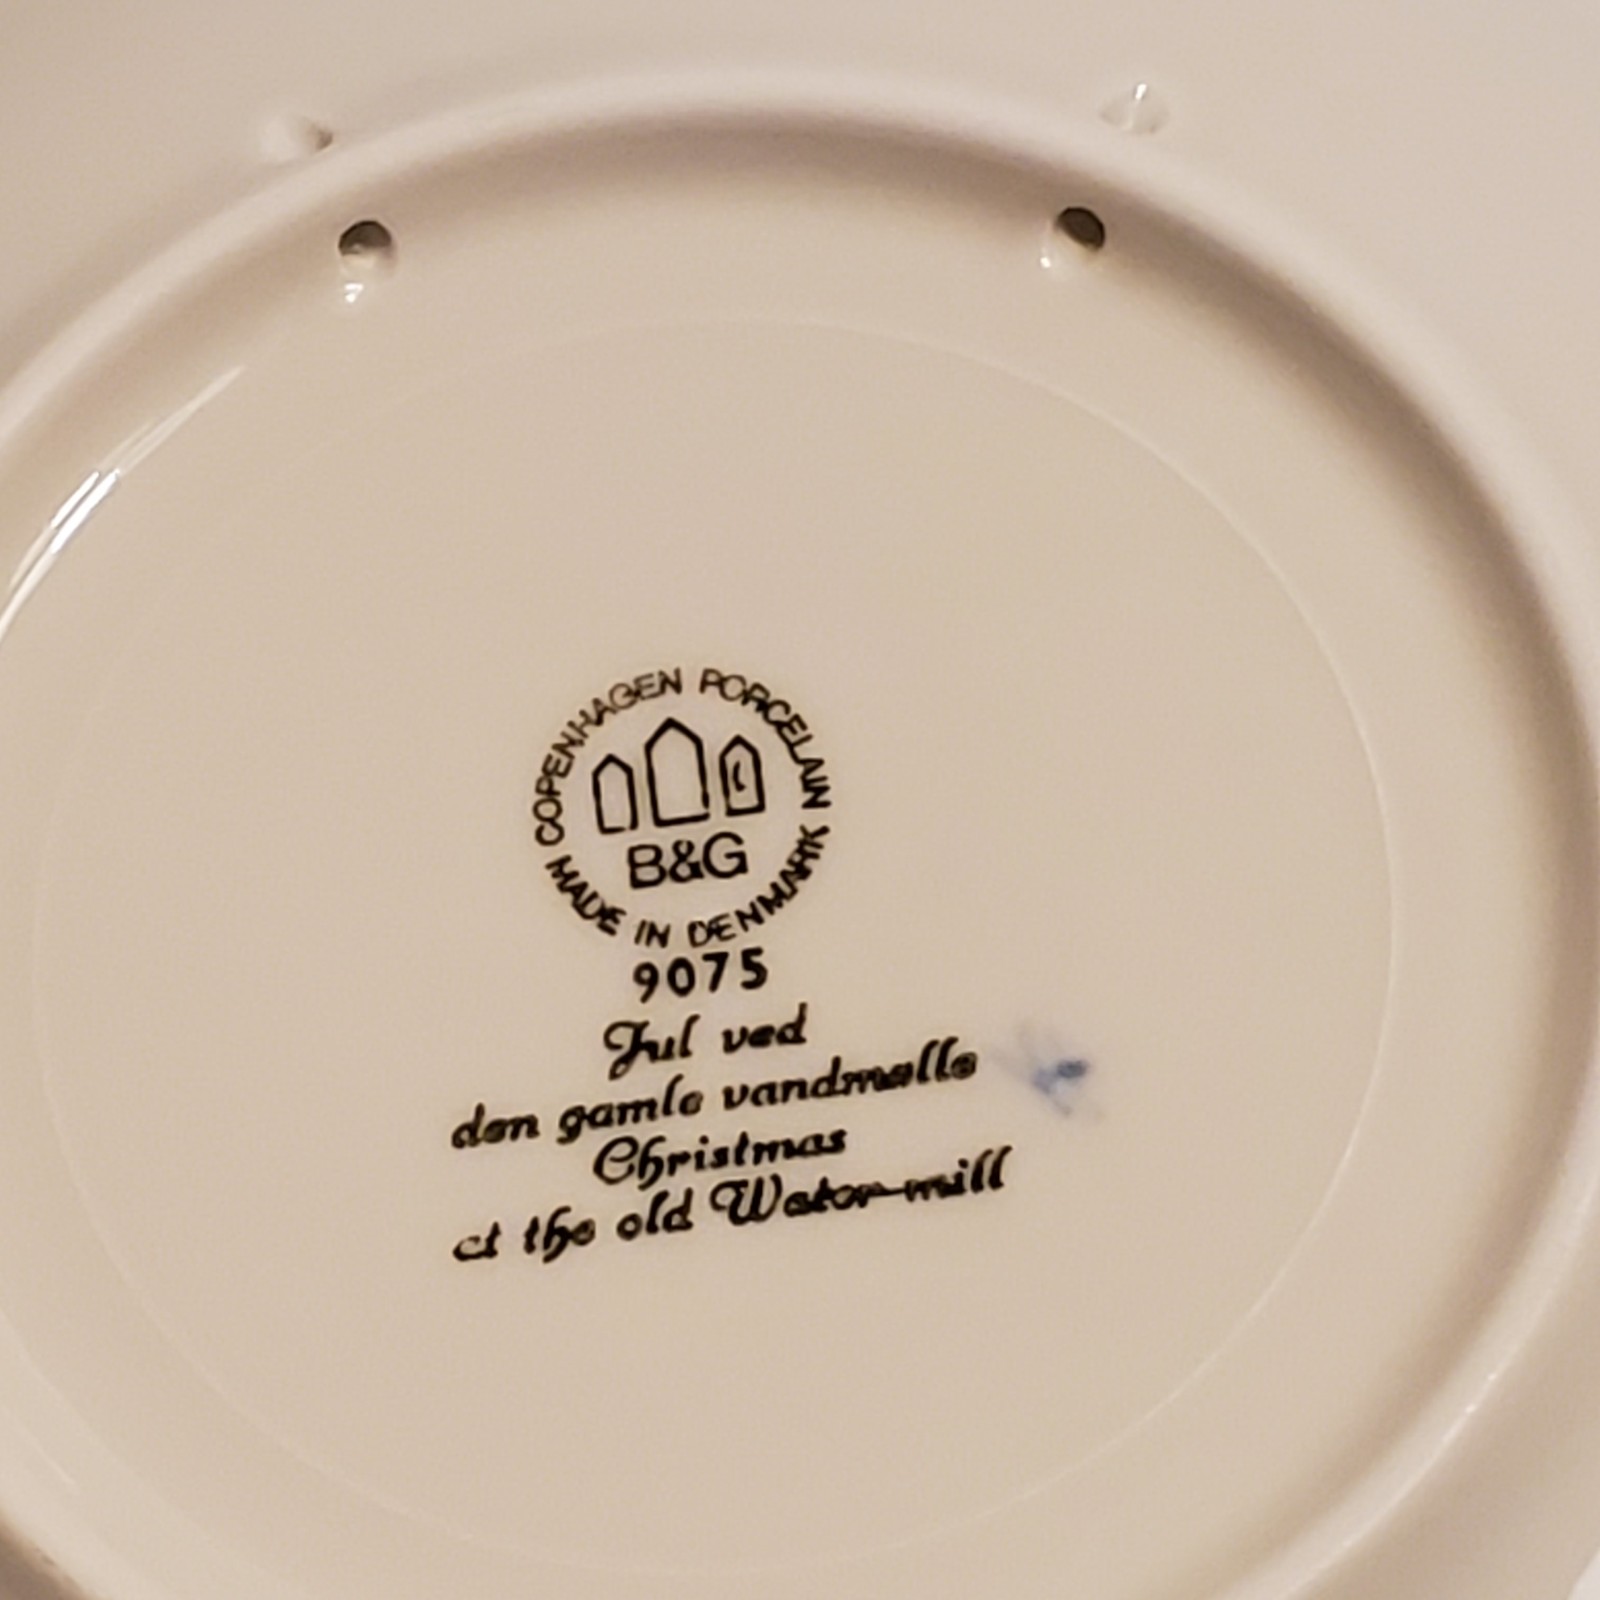 COPENHAGEN PORCELAIN
B&G
MADE IN DENMARK
9075
Jul ved
den gamle vandmølle
Christmas
at the old Water-mill